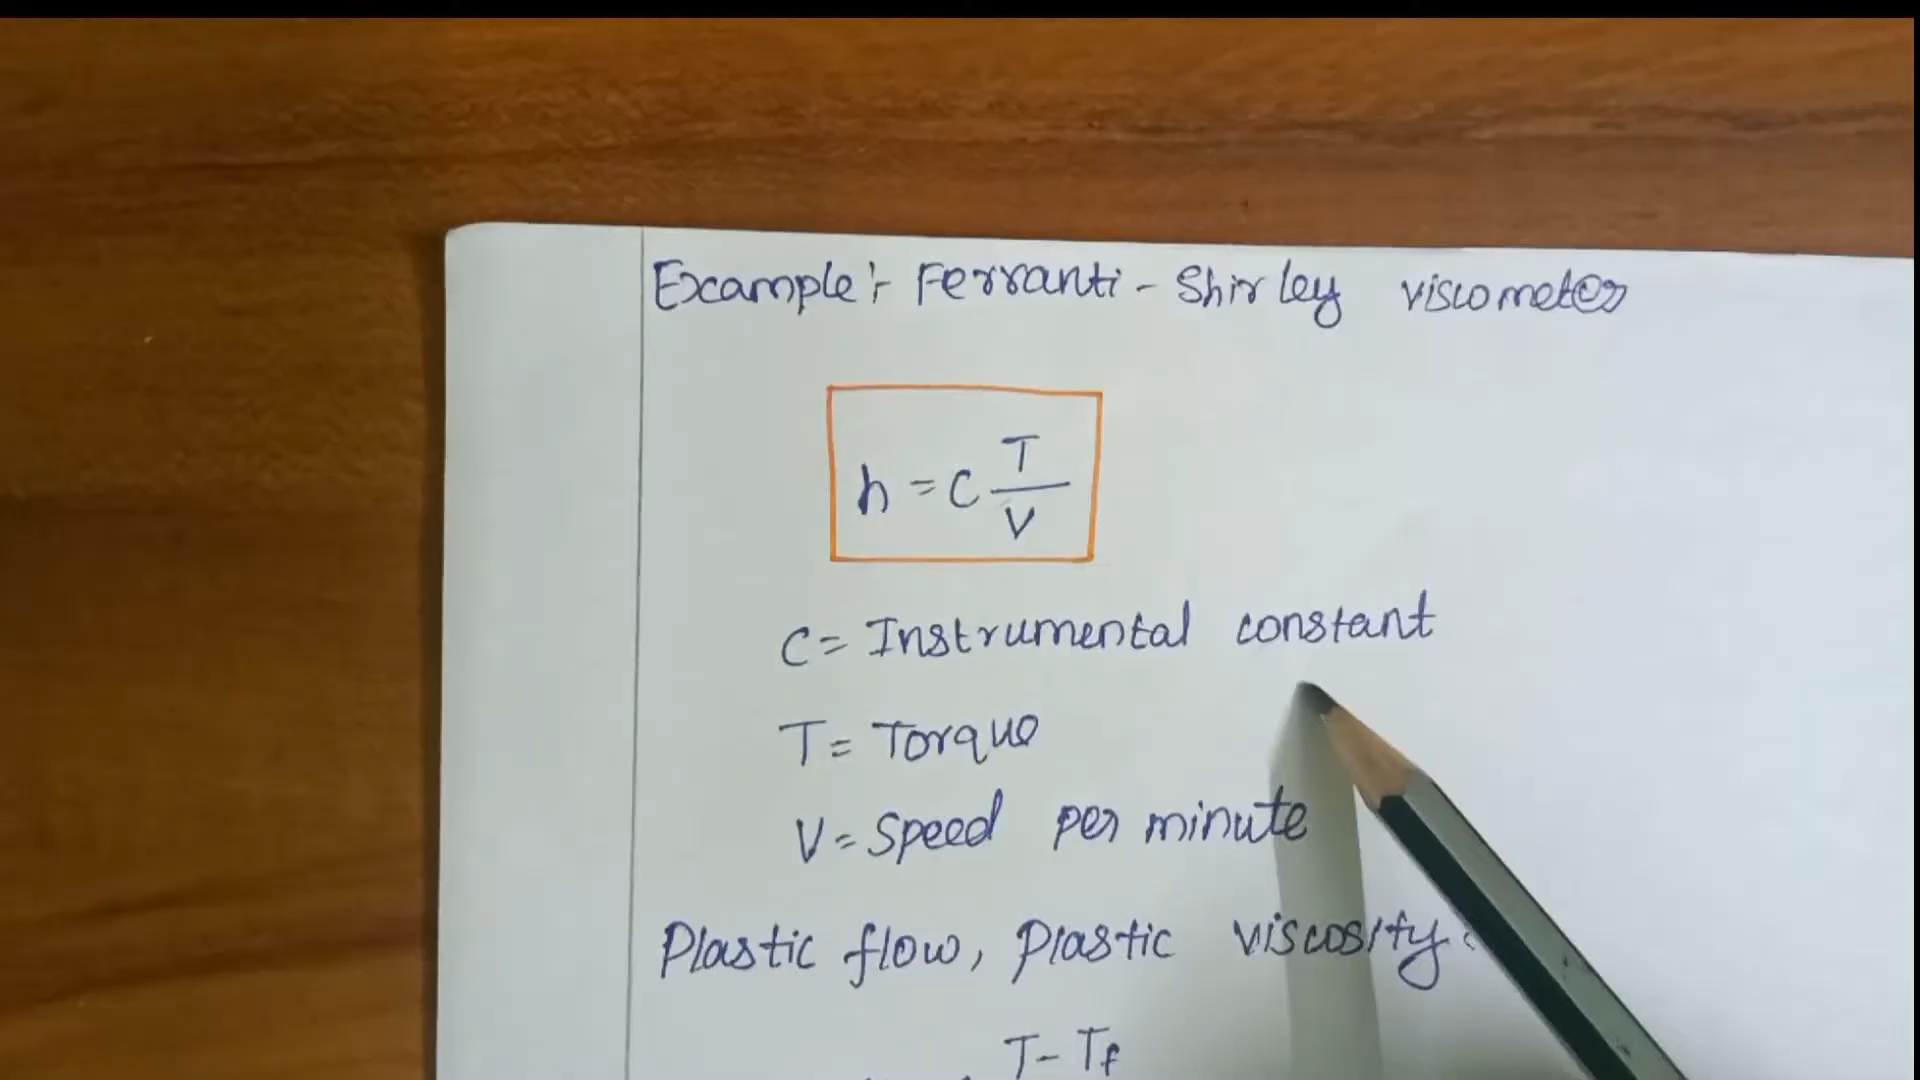 Example:- Ferranti - Shirley viscometer
h = C T/V
C = Instrumental constant
T = Torque
V = Speed per minute
Plastic flow, plastic viscosity
T - Tf